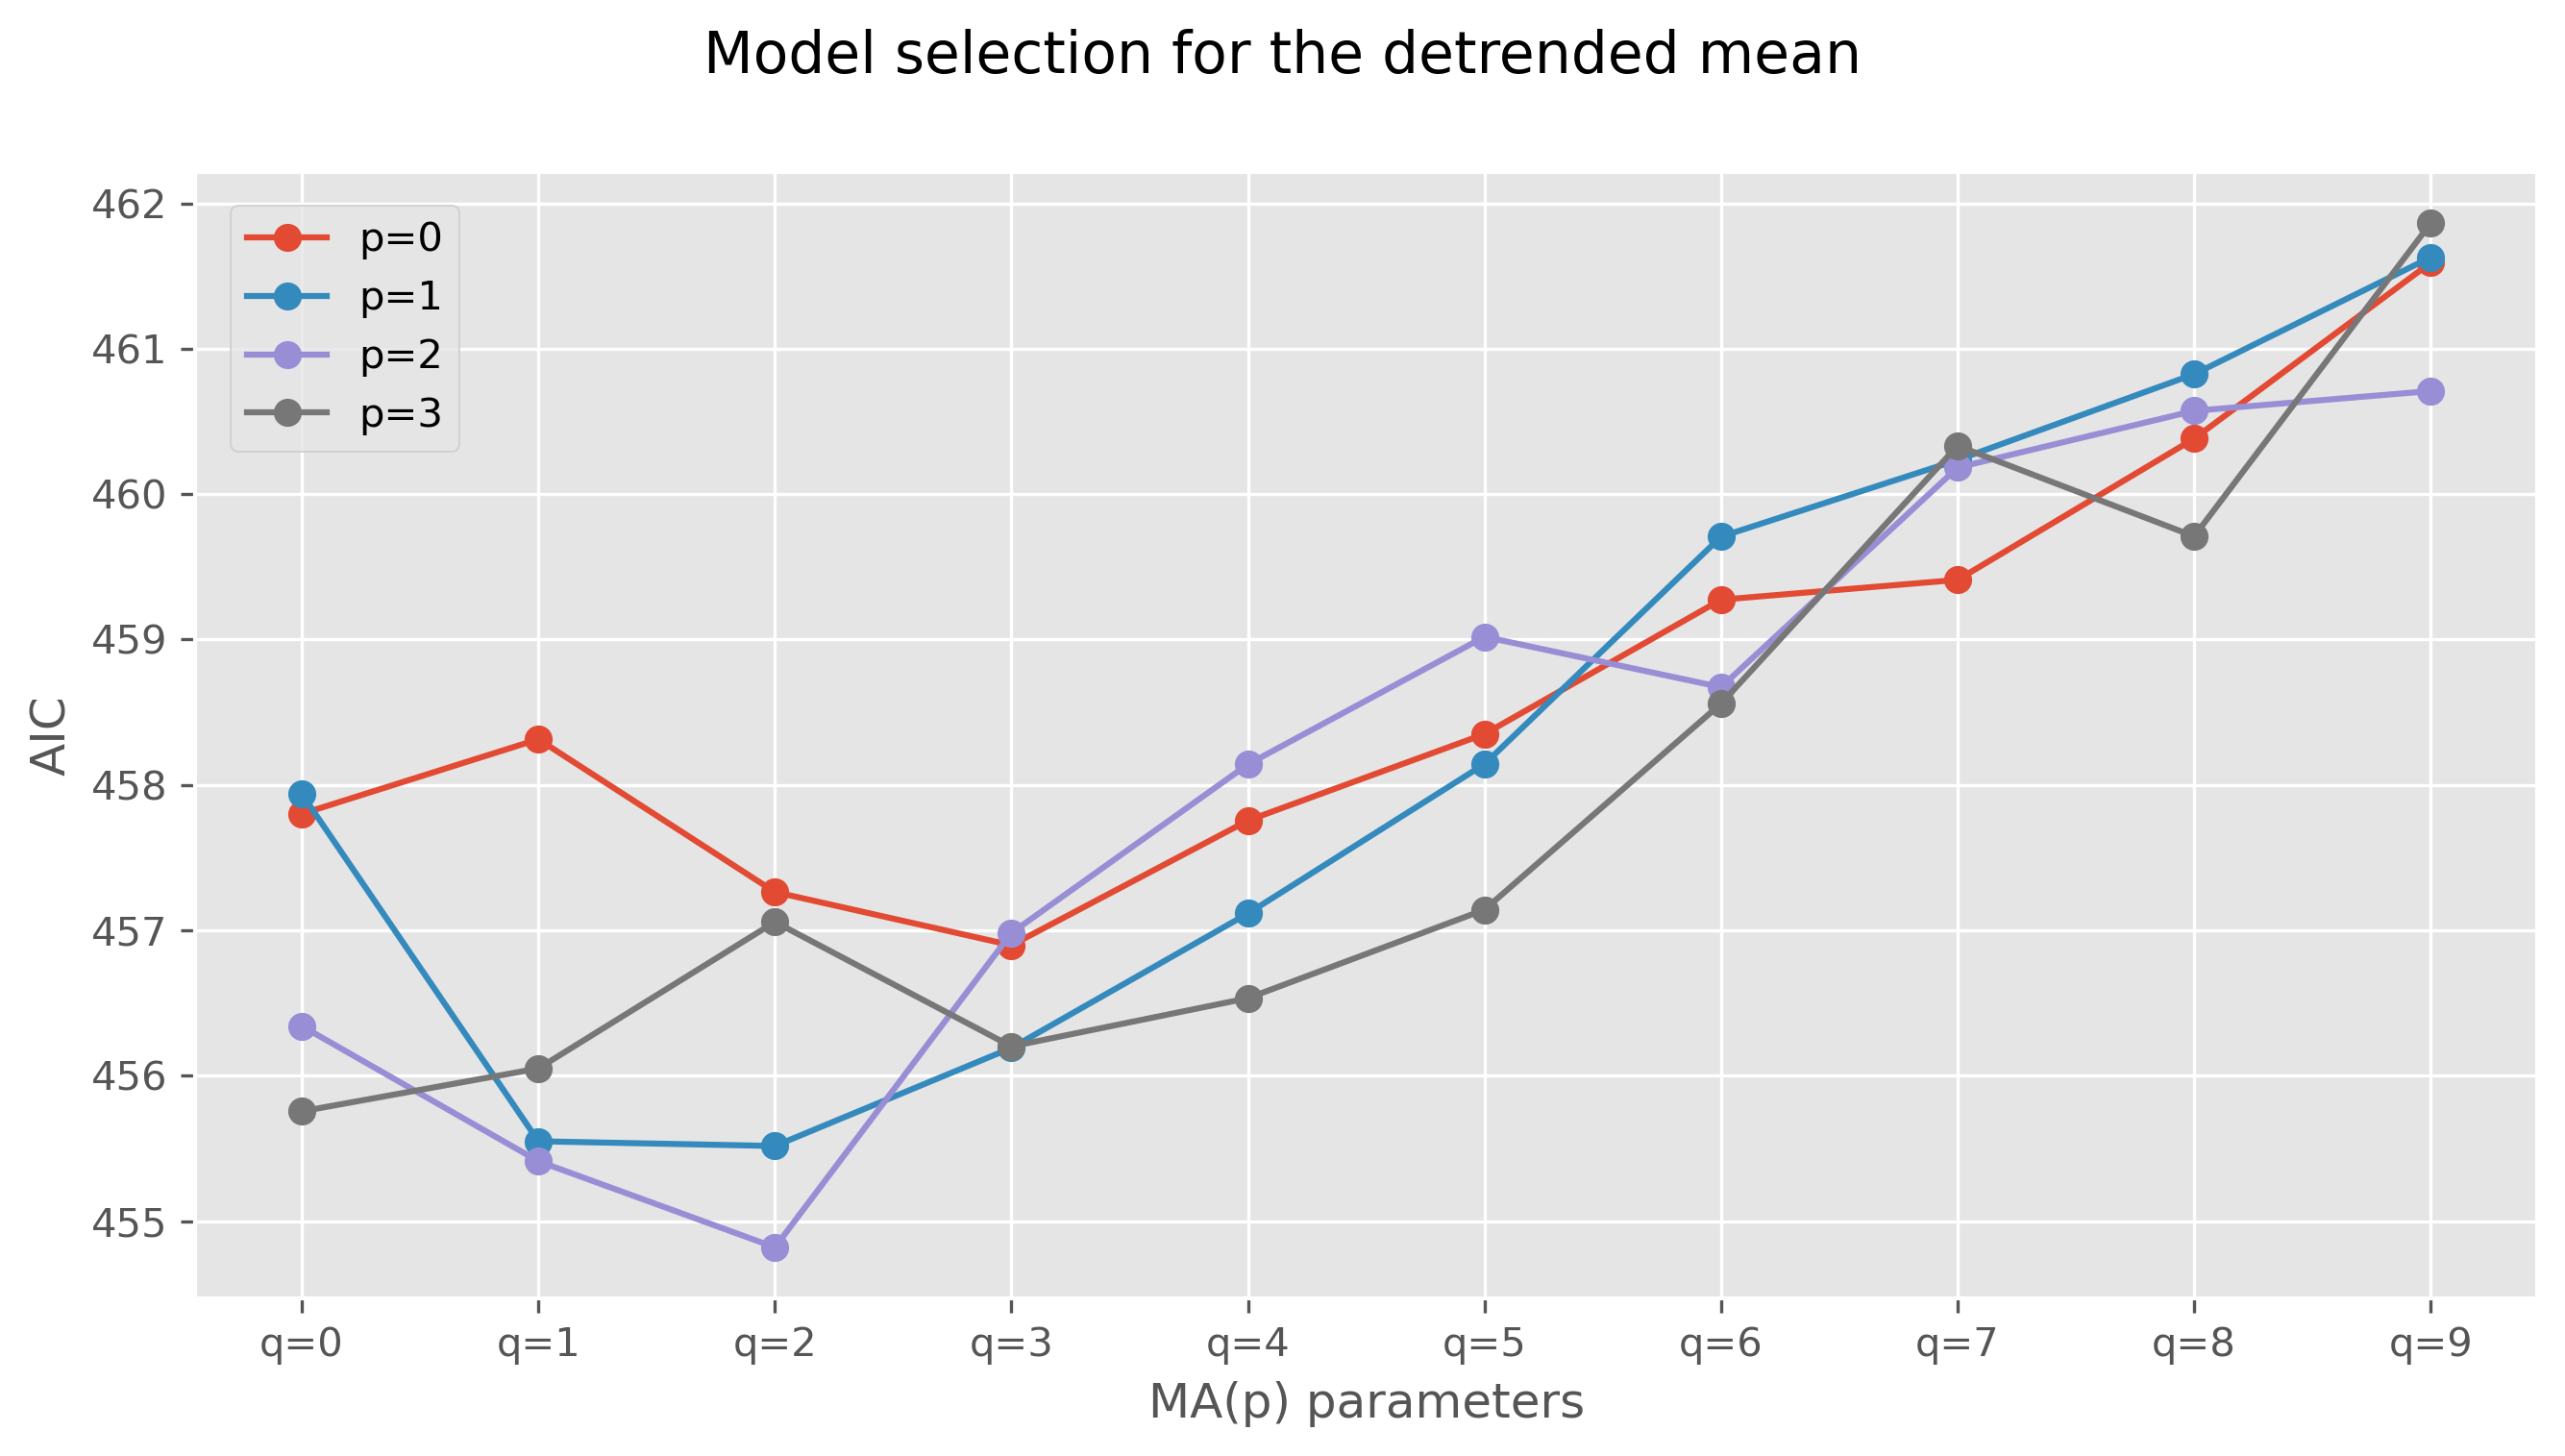 Model selection for the detrended mean
462
461
460
459
458
457
456
455
AIC
p=0
p=1
p=2
p=3
q=0 q=1 q=2 q=3 q=4 q=5 q=6 q=7 q=8 q=9
MA(p) parameters